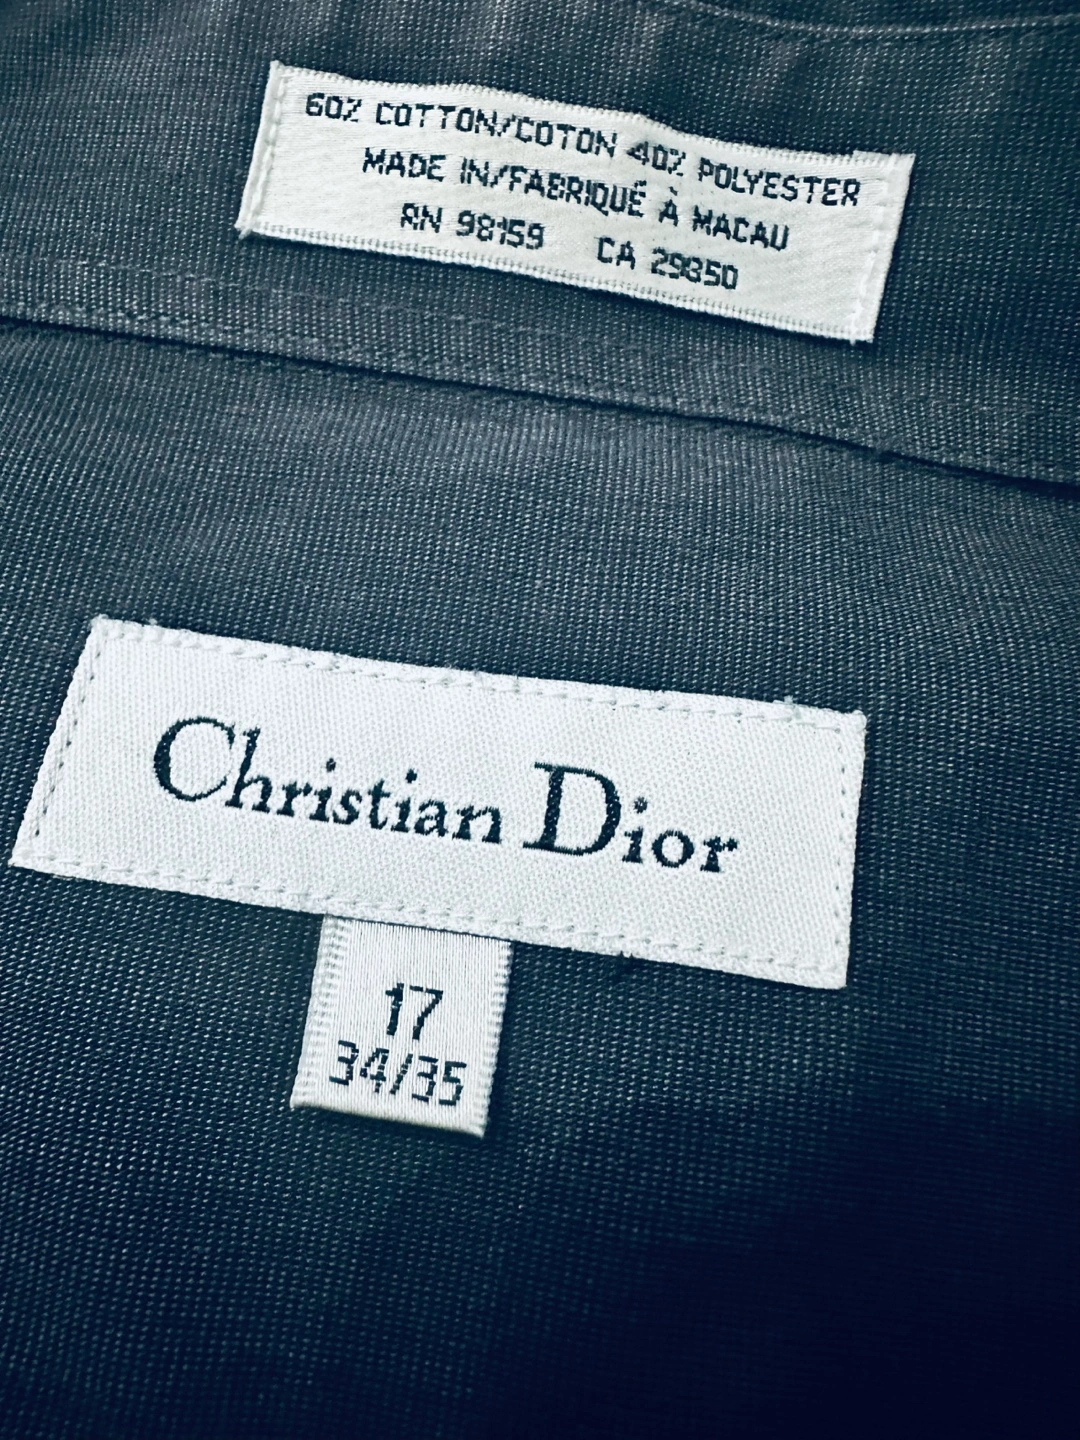 60% COTTON/COTON 40% POLYESTER
MADE IN/FABRIQUÉ À MACAU
RN 98159 CA 29850
Christian Dior
17
34/35